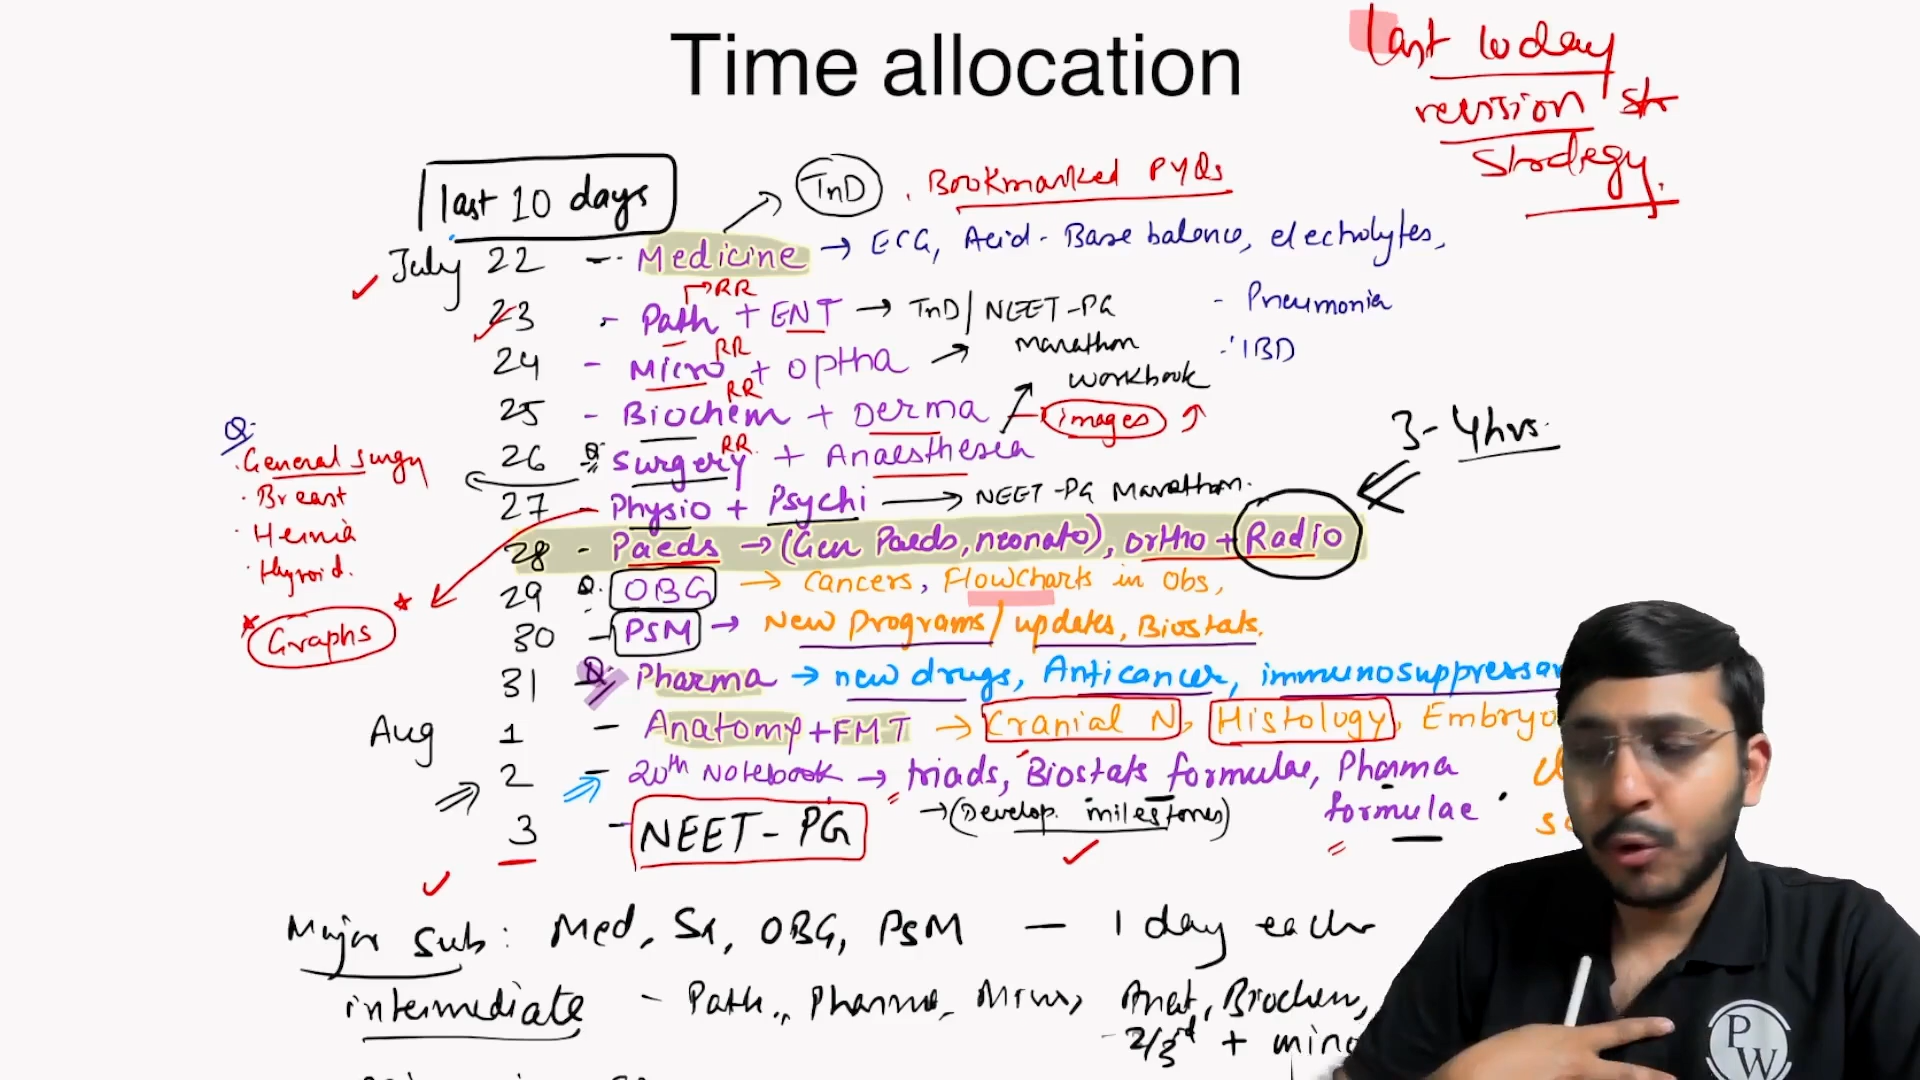 Time allocation
last 10 day
revision str
strategy.
last 10 days
TnD . Bookmarked PYQs
July 22 - Medicine → ECG, Acid-Base balance, electrolytes,
RR
23 - Path + ENT → TnD/NEET-PG - Pneumonia
marathon
RR
24 - Micro + optha → - IBD
workbook
RR
25 - Biochem + Derma - images
3-4hrs.
Q.
General surgy
RR
26 Q. Surgery + Anaesthesia
Breast
27 - Physio + Psychi → NEET-PG Marathon.
Hernia
28 - Paeds → (Gen Paeds, neonato), ortho + Radio
thyroid.
29 Q. OBG → Cancers, Flowcharts in Obs,
Graphs
30 - PSM → New Programs/updates, Biostats.
31 Q. Pharma → new drugs, Anticancer, immunosuppressan
Aug 1 - Anatomy + FMT → Cranial N, Histology, Embryo
2 - 20th Notebook → triads, Biostats formulae, Pharma
formulae
3 - NEET-PG → (Develop. milestones)
Major Sub: Med, Sx, OBG, PSM - 1 day each
intermediate - Path., Pharma, Micro, Anat, Biochem,
- 2/3rd + mino
PW